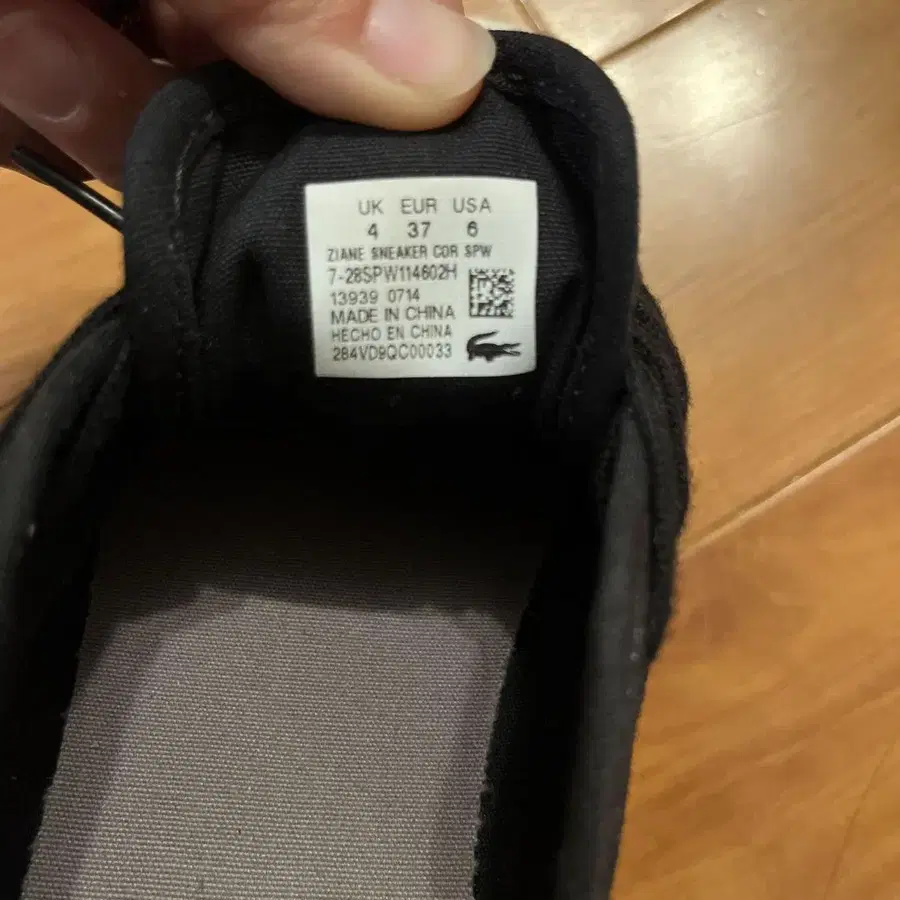 UK EUR USA
4 37 6
ZIANE SNEAKER COR SPW
7-28SPW114602H
13939 0714
MADE IN CHINA
HECHO EN CHINA
284VD9QC00033